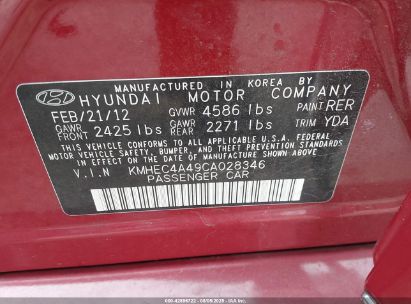 MANUFACTURED IN KOREA BY
HYUNDAI MOTOR COMPANY
FEB/21/12 GVWR 4586 lbs PAINT RER
GAWR FRONT 2425 lbs GAWR REAR 2271 lbs TRIM YDA
THIS VEHICLE CONFORMS TO ALL APPLICABLE U.S.A. FEDERAL
MOTOR VEHICLE SAFETY, BUMPER, AND THEFT PREVENTION
STANDARDS IN EFFECT ON THE DATE OF MANUFACTURE SHOWN ABOVE.
V.I.N KMHEC4A49CA028346
PASSENGER CAR